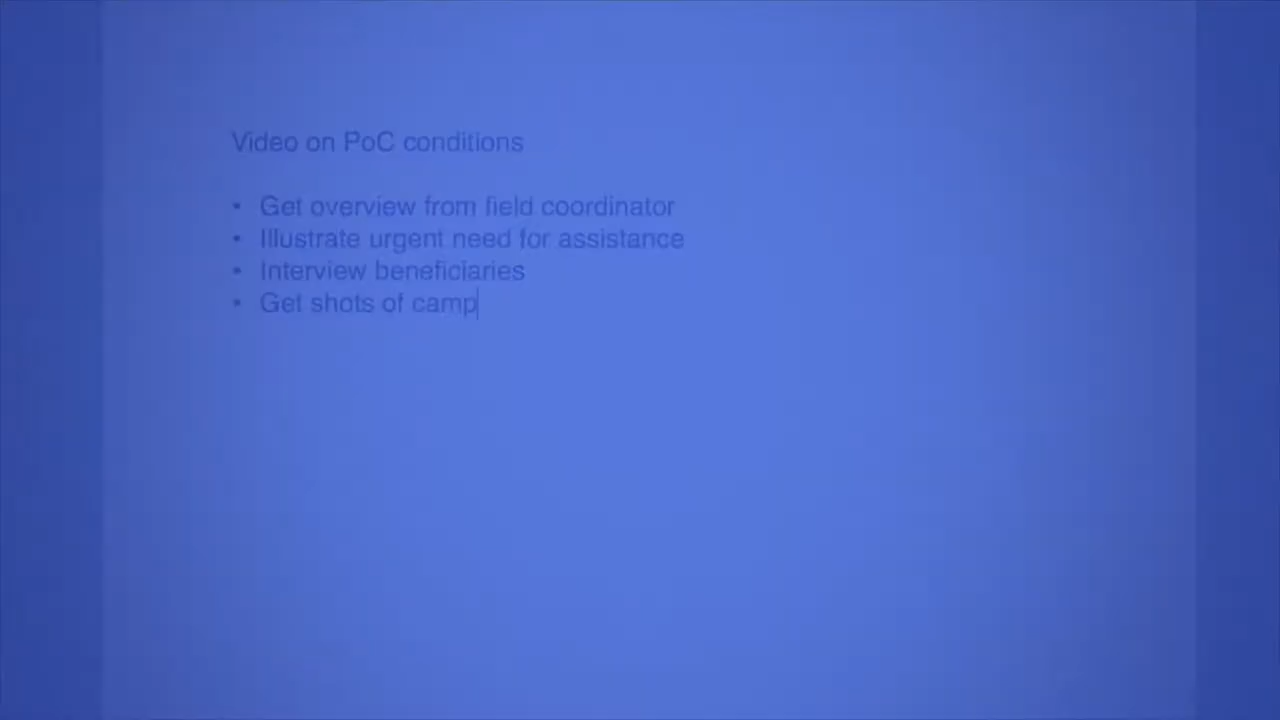 Video on PoC conditions
• Get overview from field coordinator
• Illustrate urgent need for assistance
• Interview beneficiaries
• Get shots of camp